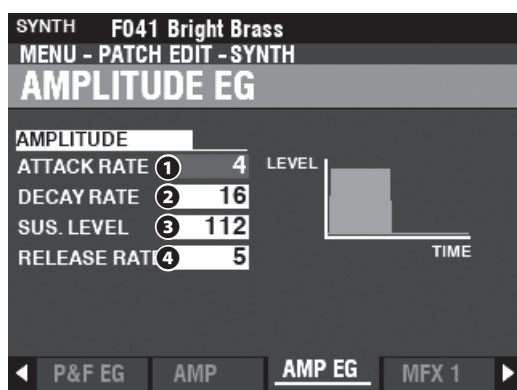 SYNTH F041 Bright Brass
MENU - PATCH EDIT - SYNTH
AMPLITUDE EG
AMPLITUDE
ATTACK RATE 1 4
DECAY RATE 2 16
SUS. LEVEL 3 112
RELEASE RATE 4 5
LEVEL
TIME
P&F EG AMP AMP EG MFX 1